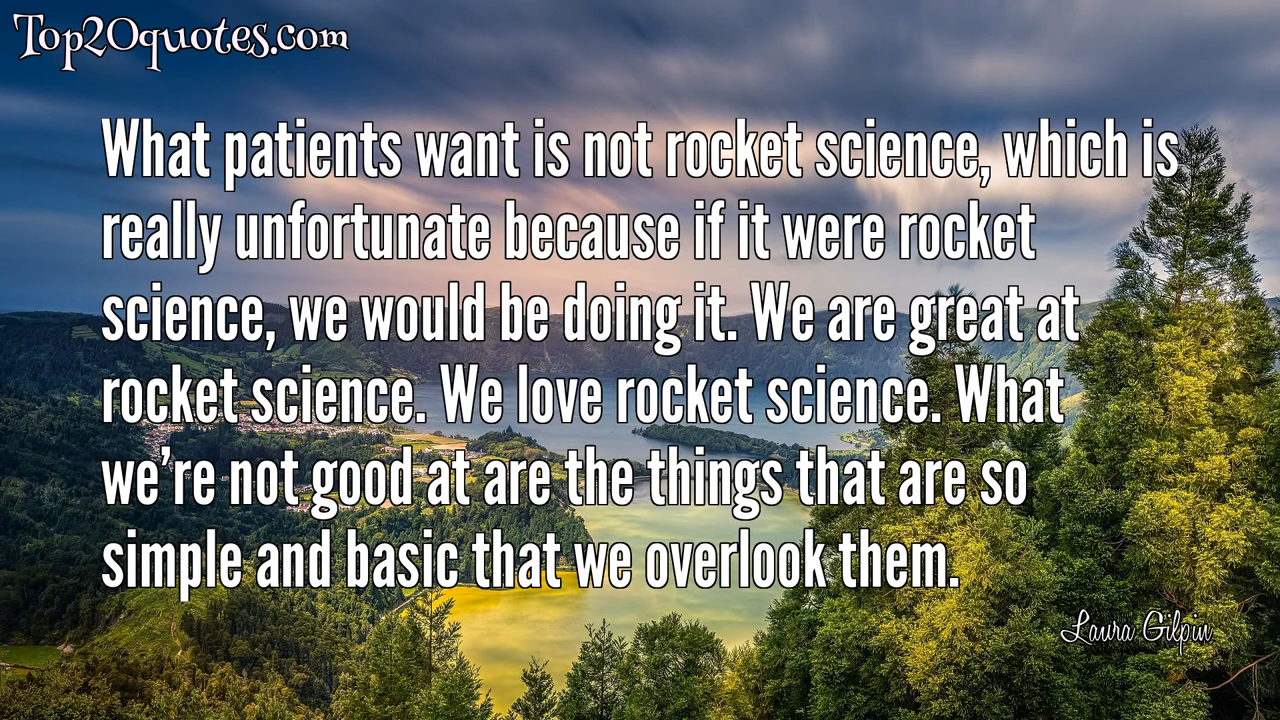 Top20quotes.com
What patients want is not rocket science, which is
really unfortunate because if it were rocket
science, we would be doing it. We are great at
rocket science. We love rocket science. What
we’re not good at are the things that are so
simple and basic that we overlook them.
Laura Gilpin